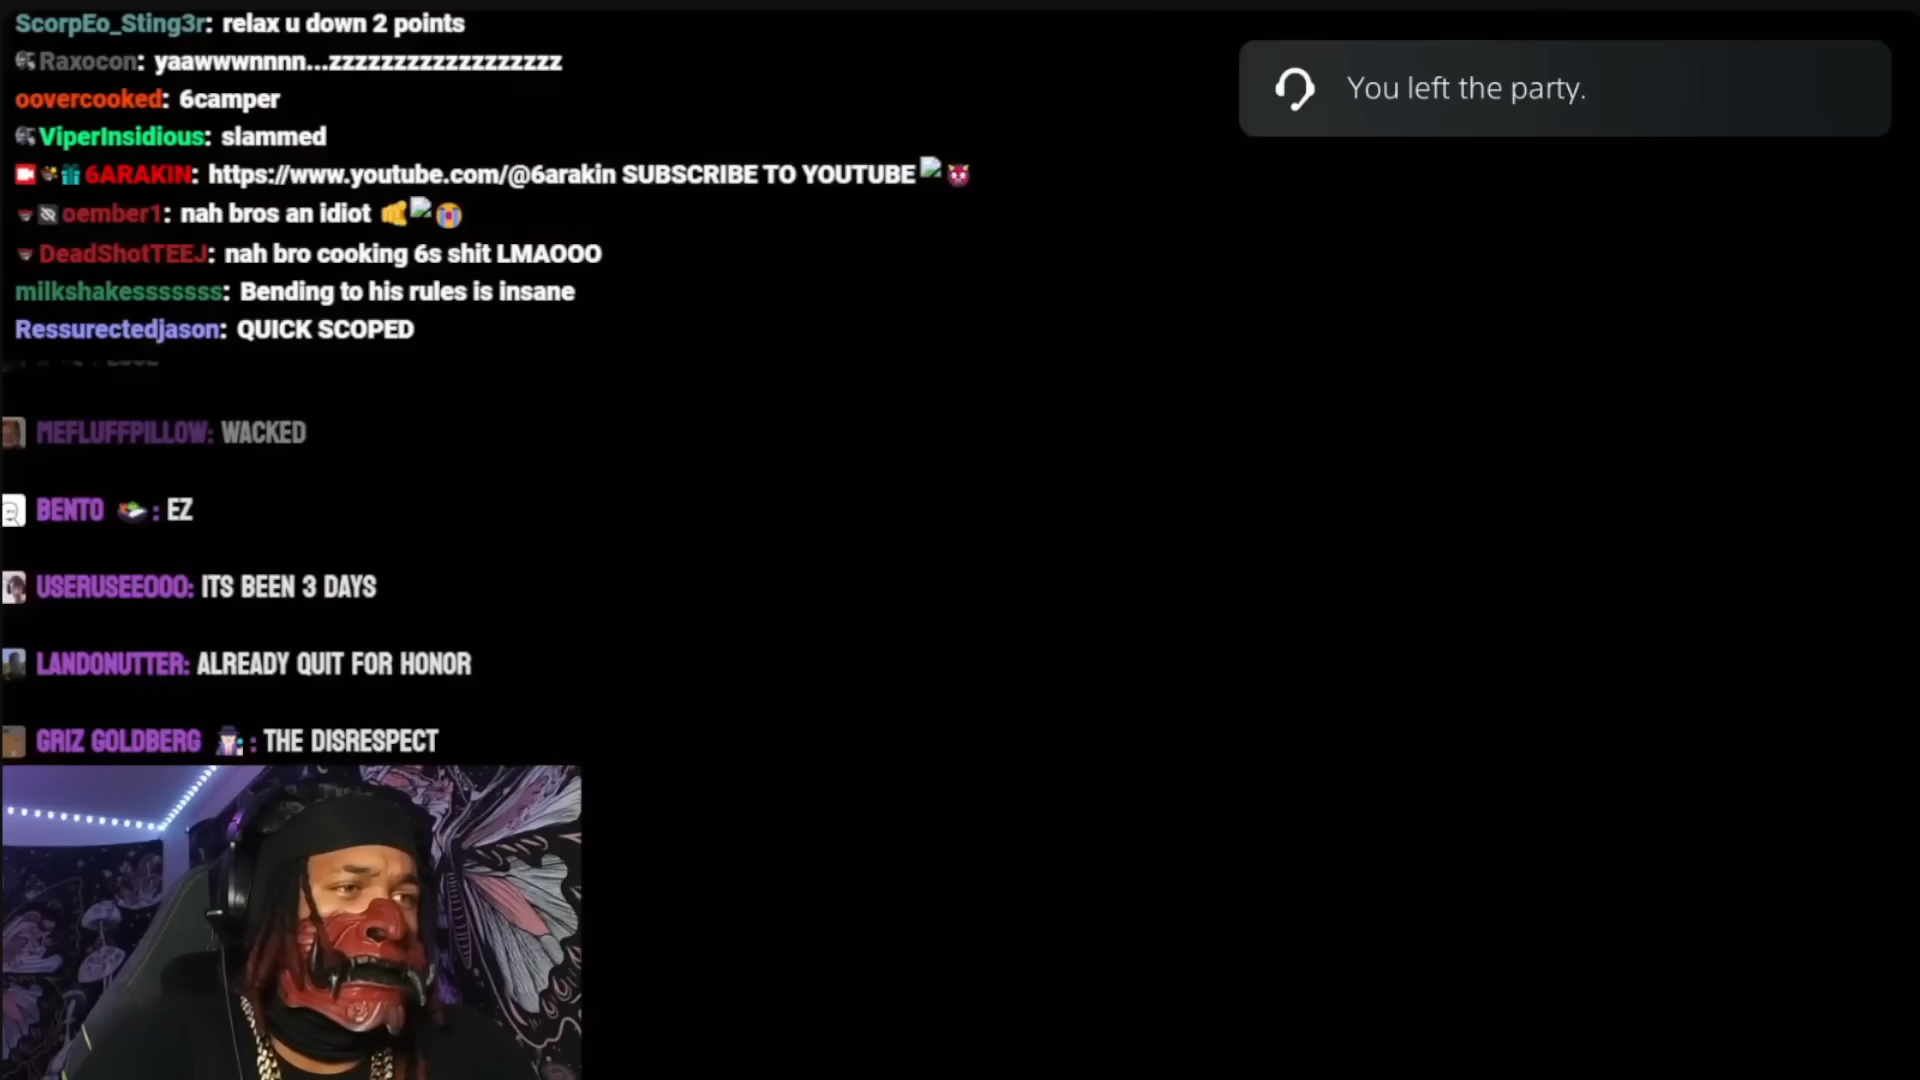 ScorpEo_Sting3r: relax u down 2 points
Raxocon: yaawwwnnnn...zzzzzzzzzzzzzzzzzz
oovercooked: 6camper
ViperInsidious: slammed
6ARAKIN: https://www.youtube.com/@6arakin SUBSCRIBE TO YOUTUBE
oember1: nah bros an idiot
DeadShotTEEJ: nah bro cooking 6s shit LMAOOO
milkshakesssssss: Bending to his rules is insane
Ressurectedjason: QUICK SCOPED
MEFLUFFPILLOW: WACKED
BENTO : EZ
USERUSEEOOO: ITS BEEN 3 DAYS
LANDONUTTER: ALREADY QUIT FOR HONOR
GRIZ GOLDBERG : THE DISRESPECT
You left the party.